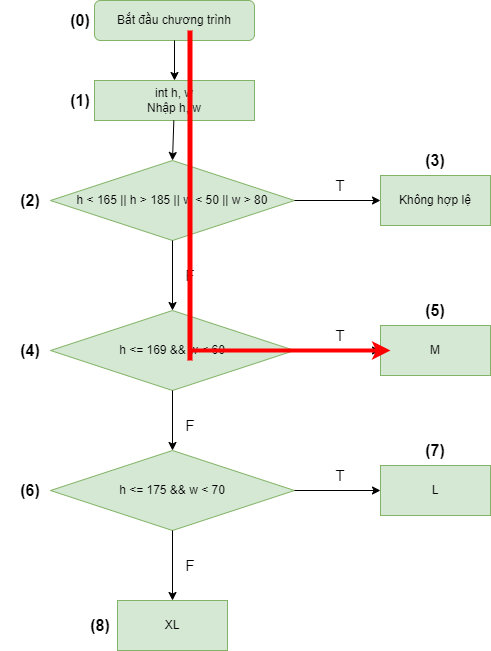 (0)
Bắt đầu chương trình
(1)
int h, w
Nhập h, w
(2)
h < 165 || h > 185 || w < 50 || w > 80
T
(3)
Không hợp lệ
F
(4)
h <= 169 && w < 60
T
(5)
M
F
(6)
h <= 175 && w < 70
T
(7)
L
F
(8)
XL